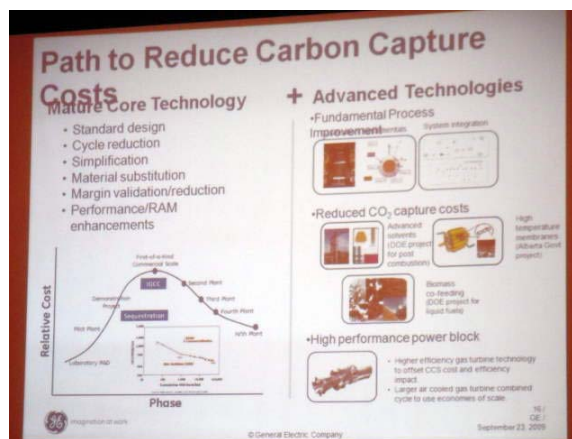 Path to Reduce Carbon Capture
Costs
Mature Core Technology
• Standard design
• Cycle reduction
• Simplification
• Material substitution
• Margin validation/reduction
• Performance/RAM
enhancements
Relative Cost
First-of-a-Kind
Commercial Scale
IGCC
Sequestration
Second Plant
Third Plant
Fourth Plant
Nth Plant
Demonstration
Project
Pilot Plant
Laboratory R&D
Phase
+ Advanced Technologies
•Fundamental Process
Improvement
System integration
•Reduced CO2 capture costs
Advanced
solvents
(DOE project
for post
combustion)
High
temperature
membranes
(Alberta Govt
project)
Biomass
co-feeding
(DOE project for
liquid fuels)
•High performance power block
• Higher efficiency gas turbine technology
to offset CCS cost and efficiency
impact
• Larger air cooled gas turbine combined
cycle to use economies of scale
imagination at work
© General Electric Company
16 /
GE /
September 23, 2009